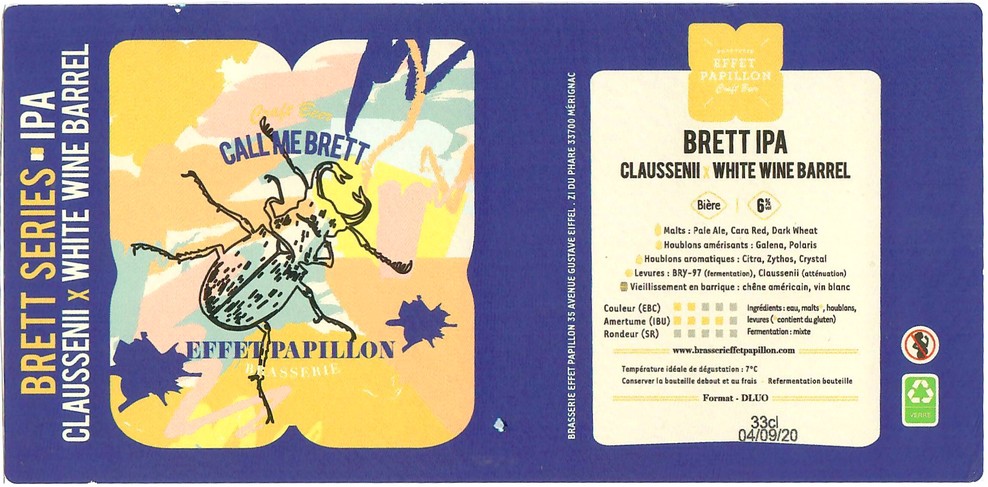 BRETT SERIES ▪ IPA
CLAUSSENII x WHITE WINE BARREL
Craft Beer
CALL ME BRETT
EFFET PAPILLON
BRASSERIE
BRASSERIE EFFET PAPILLON 35 AVENUE GUSTAVE EIFFEL . ZI DU PHARE 33700 MERIGNAC
BRASSERIE
EFFET
PAPILLON
Craft Beer
BRETT IPA
CLAUSSENII x WHITE WINE BARREL
Bière | 6%
Malts : Pale Ale, Cara Red, Dark Wheat
Houblons amérisants : Galena, Polaris
Houblons aromatiques : Citra, Zythos, Crystal
Levures : BRY-97 (fermentation), Claussenii (atténuation)
Vieillissement en barrique : chêne américain, vin blanc
Couleur (EBC)
Amertume (IBU)
Rondeur (SR)
Ingrédients : eau, malts*, houblons,
levures (*contient du gluten)
Fermentation : mixte
www.brasserieffetpapillon.com
Température idéale de dégustation : 7°C
Conserver la bouteille debout et au frais - Refermentation bouteille
Format - DLUO
33cl
04/09/20
VERRE